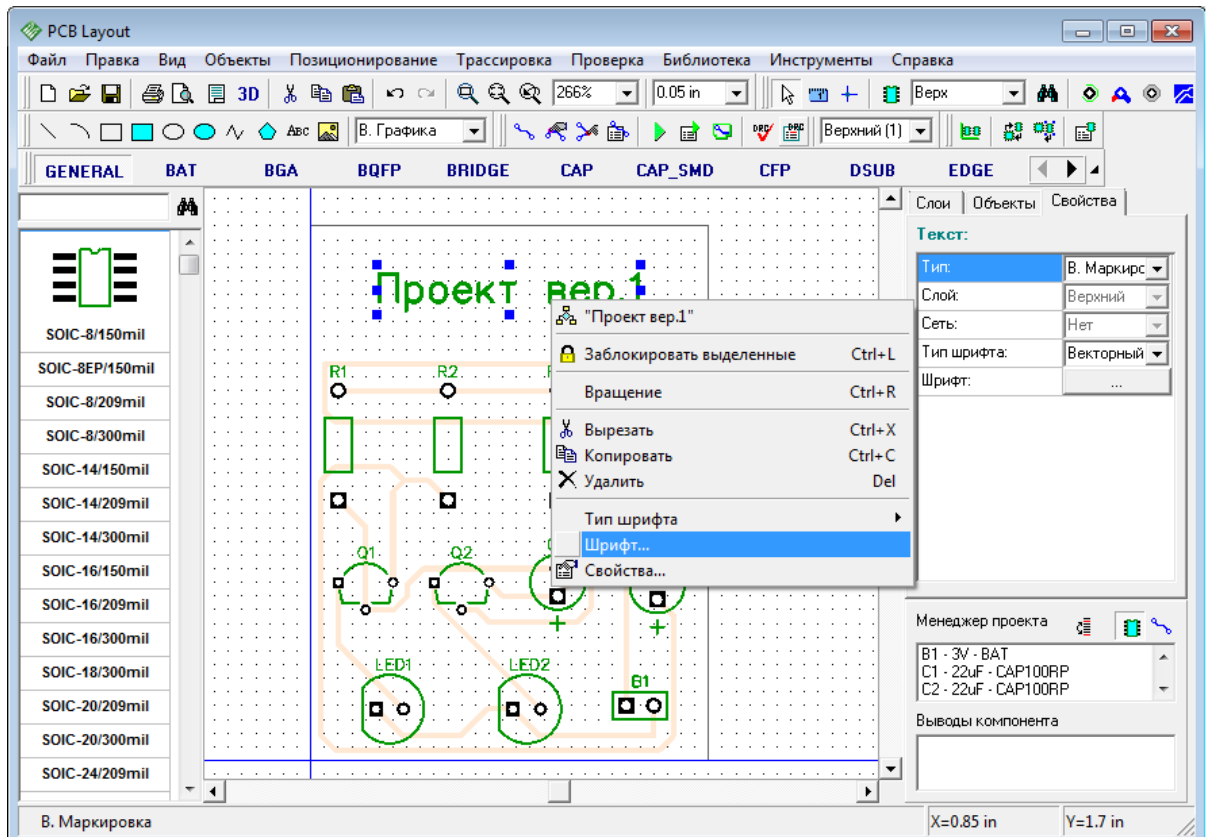 PCB Layout
Файл Правка Вид Объекты Позиционирование Трассировка Проверка Библиотека Инструменты Справка
3D 266% 0.05 in Верх
ABC В. Графика DRC DRC Верхний (1)
GENERAL BAT BGA BQFP BRIDGE CAP CAP_SMD CFP DSUB EDGE
SOIC-8/150mil
SOIC-8EP/150mil
SOIC-8/209mil
SOIC-8/300mil
SOIC-14/150mil
SOIC-14/209mil
SOIC-14/300mil
SOIC-16/150mil
SOIC-16/209mil
SOIC-16/300mil
SOIC-18/300mil
SOIC-20/209mil
SOIC-20/300mil
SOIC-24/209mil
Проект вер.1
R1 R2
Q1 Q2
LED1 LED2 B1
"Проект вер.1"
Заблокировать выделенные Ctrl+L
Вращение Ctrl+R
Вырезать Ctrl+X
Копировать Ctrl+C
Удалить Del
Тип шрифта
Шрифт...
Свойства...
Слои Объекты Свойства
Текст:
Тип: В. Маркирс
Слой: Верхний
Сеть: Нет
Тип шрифта: Векторный
Шрифт: ...
Менеджер проекта
B1 - 3V - BAT
C1 - 22uF - CAP100RP
C2 - 22uF - CAP100RP
Выводы компонента
В. Маркировка X=0.85 in Y=1.7 in